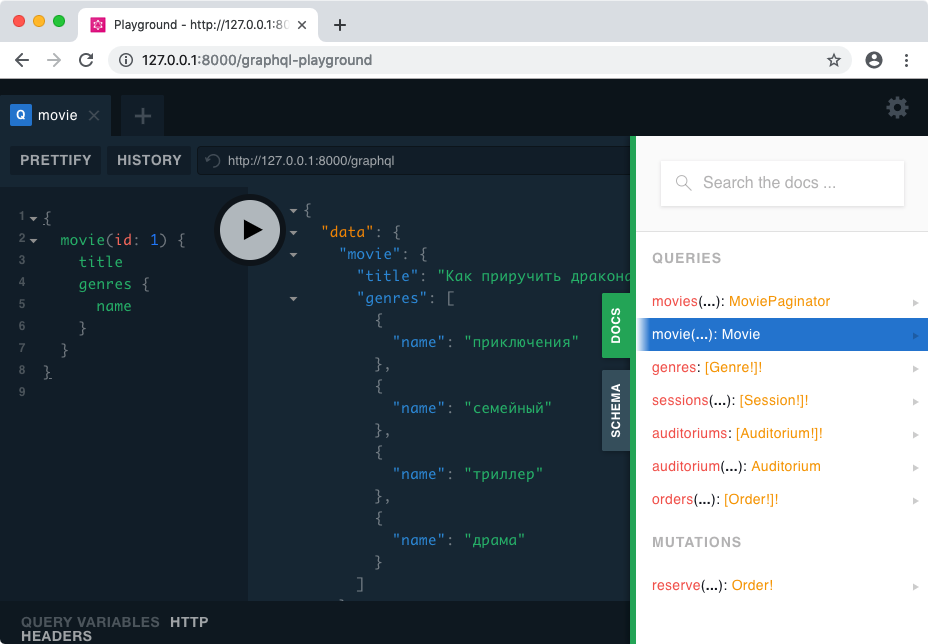 Playground - http://127.0.0.1:80
127.0.0.1:8000/graphql-playground
Q movie
PRETTIFY HISTORY http://127.0.0.1:8000/graphql
1 {
2 movie(id: 1) {
3 title
4 genres {
5 name
6 }
7 }
8 }
9
{
"data": {
"movie": {
"title": "Как приручить дракона
"genres": [
{
"name": "приключения"
},
{
"name": "семейный"
},
{
"name": "триллер"
},
{
"name": "драма"
}
]
QUERY VARIABLES HTTP
HEADERS
DOCS
SCHEMA
Search the docs ...
QUERIES
movies(...): MoviePaginator
movie(...): Movie
genres: [Genre!]!
sessions(...): [Session!]!
auditoriums: [Auditorium!]!
auditorium(...): Auditorium
orders(...): [Order!]!
MUTATIONS
reserve(...): Order!